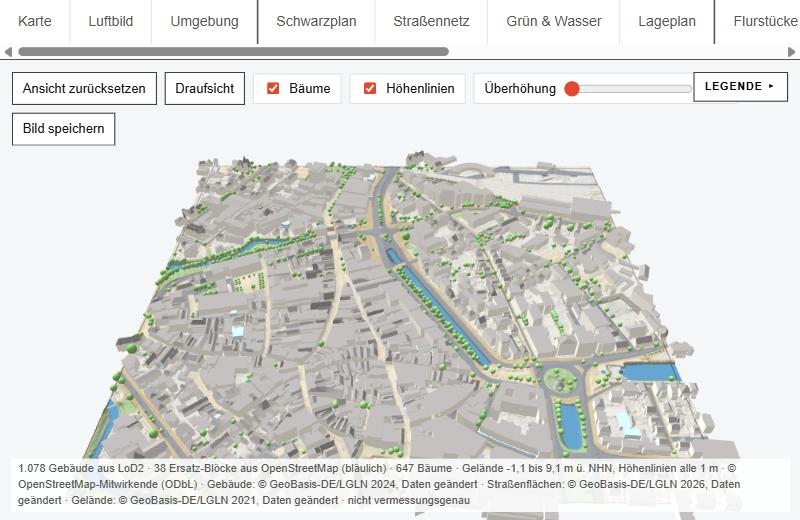 Karte Luftbild Umgebung Schwarzplan Straßennetz Grün & Wasser Lageplan Flurstücke
Ansicht zurücksetzen Draufsicht Bäume Höhenlinien Überhöhung LEGENDE ▸
Bild speichern
1.078 Gebäude aus LoD2 · 38 Ersatz-Blöcke aus OpenStreetMap (bläulich) · 647 Bäume · Gelände -1,1 bis 9,1 m ü. NHN, Höhenlinien alle 1 m · ©
OpenStreetMap-Mitwirkende (ODbL) · Gebäude: © GeoBasis-DE/LGLN 2024, Daten geändert · Straßenflächen: © GeoBasis-DE/LGLN 2026, Daten
geändert · Gelände: © GeoBasis-DE/LGLN 2021, Daten geändert · nicht vermessungsgenau